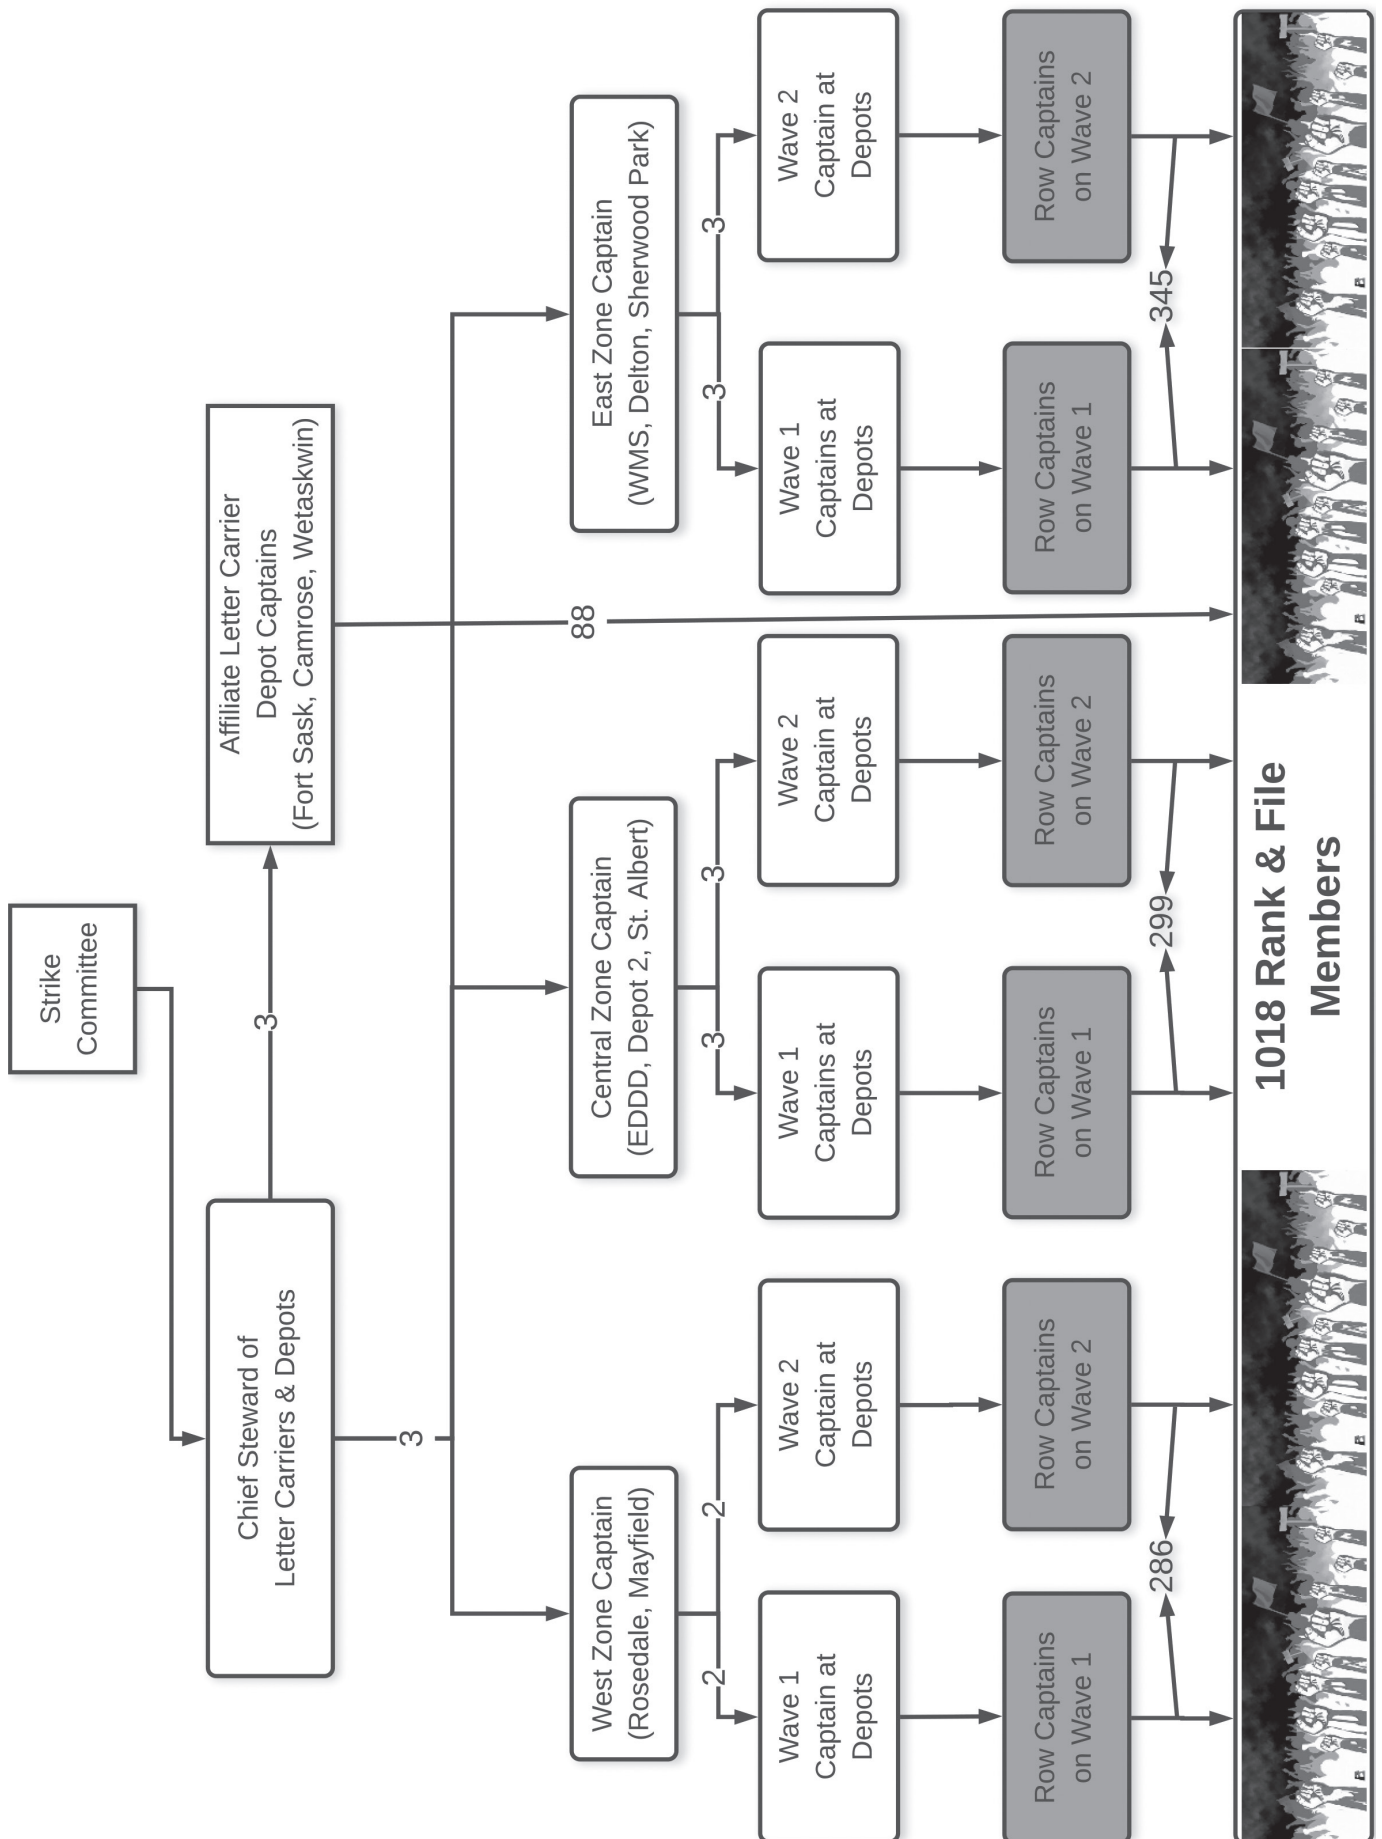 Strike
Committee
Chief Steward of
Letter Carriers & Depots
3
Affiliate Letter Carrier
Depot Captains
(Fort Sask, Camrose, Wetaskwin)
3
88
West Zone Captain
(Rosedale, Mayfield)
Central Zone Captain
(EDDD, Depot 2, St. Albert)
East Zone Captain
(WMS, Delton, Sherwood Park)
2
2
3
3
3
3
Wave 1
Captain at
Depots
Wave 2
Captain at
Depots
Wave 1
Captains at
Depots
Wave 2
Captain at
Depots
Wave 1
Captains at
Depots
Wave 2
Captain at
Depots
Row Captains
on Wave 1
Row Captains
on Wave 2
Row Captains
on Wave 1
Row Captains
on Wave 2
Row Captains
on Wave 1
Row Captains
on Wave 2
286
299
345
1018 Rank & File
Members